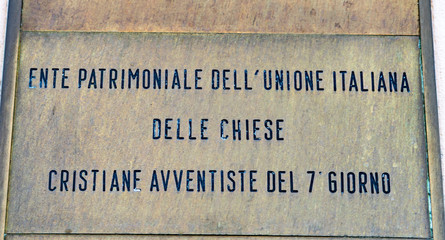 ENTE PATRIMONIALE DELL'UNIONE ITALIANA
DELLE CHIESE
CRISTIANE AVVENTISTE DEL 7° GIORNO